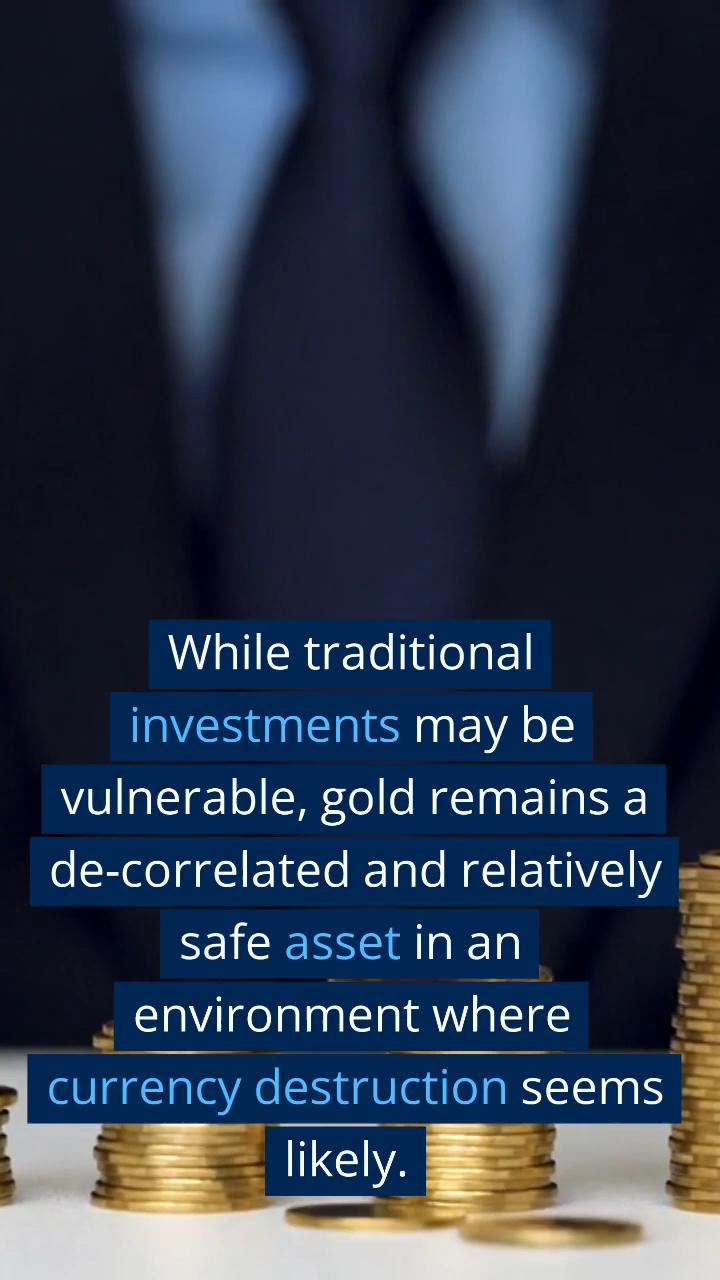 While traditional
investments may be
vulnerable, gold remains a
de-correlated and relatively
safe asset in an
environment where
currency destruction seems
likely.